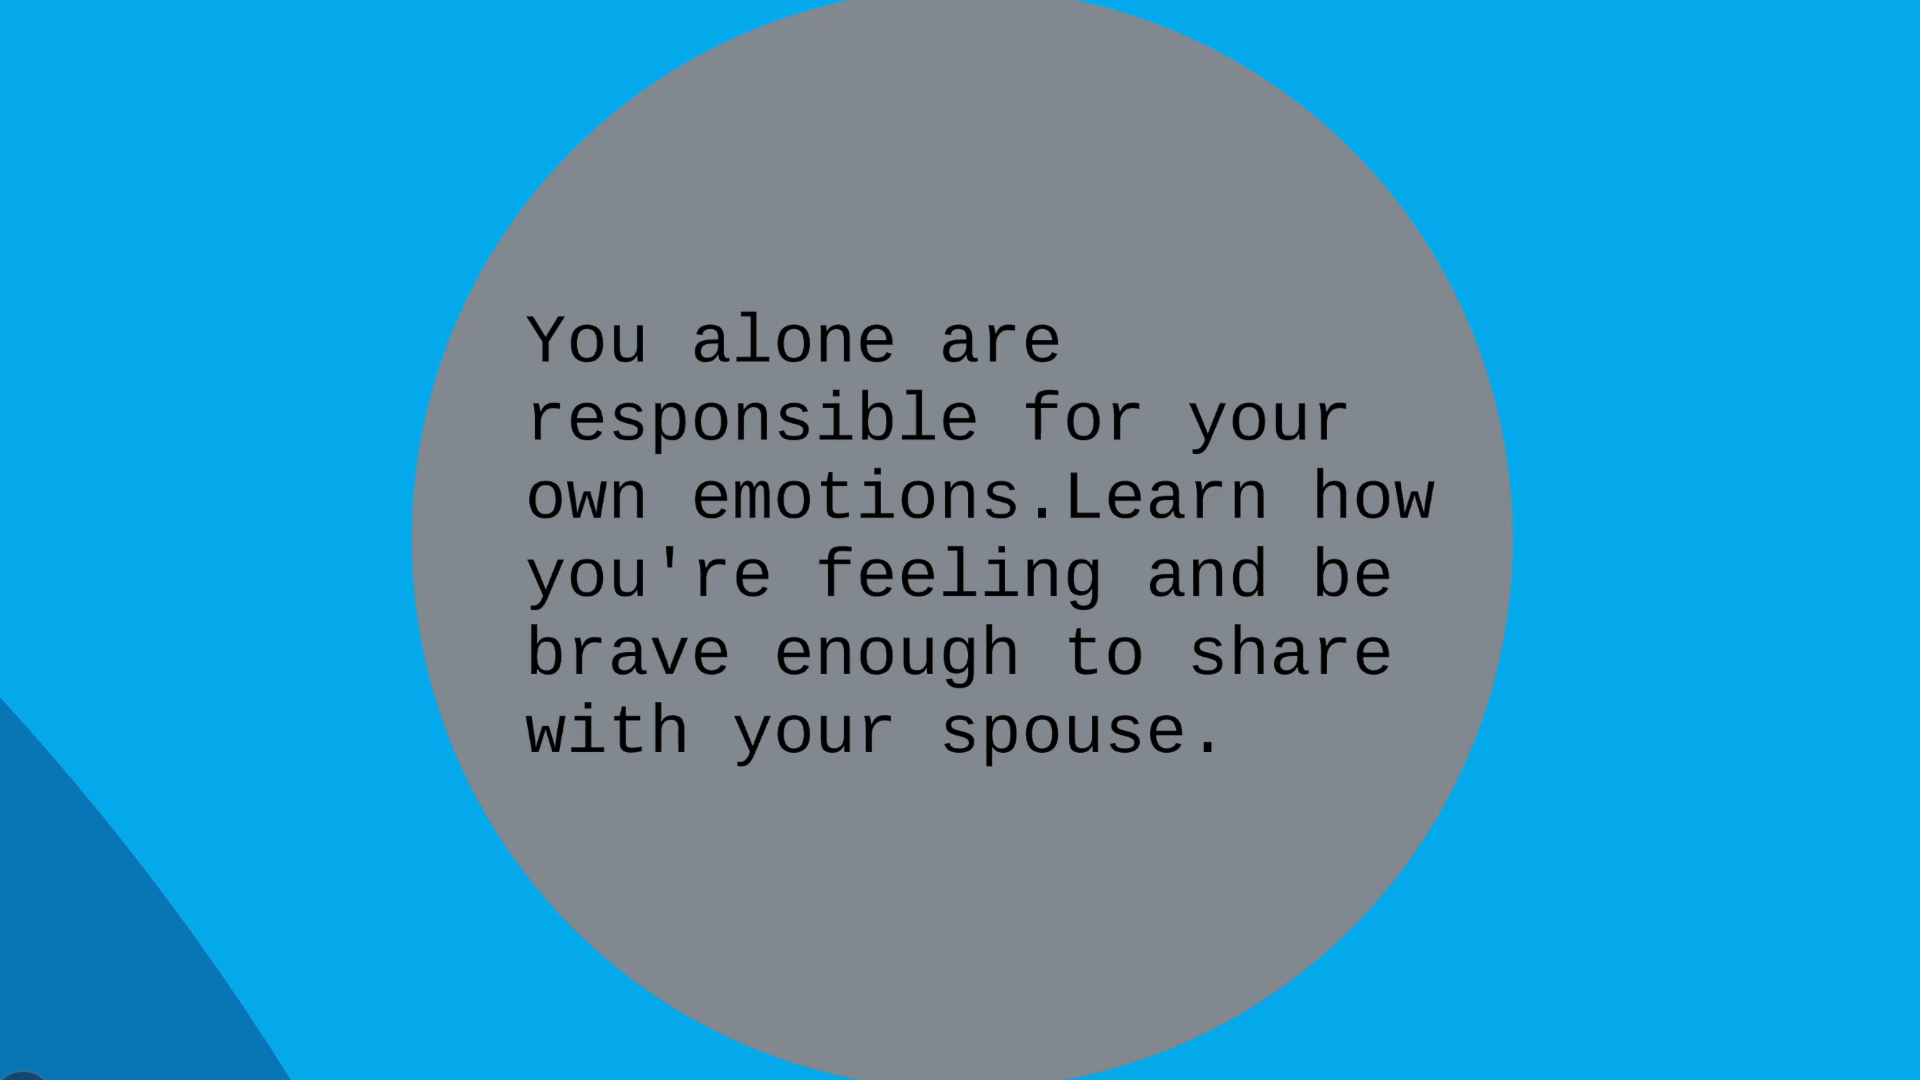 You alone are
responsible for your
own emotions.Learn how
you're feeling and be
brave enough to share
with your spouse.